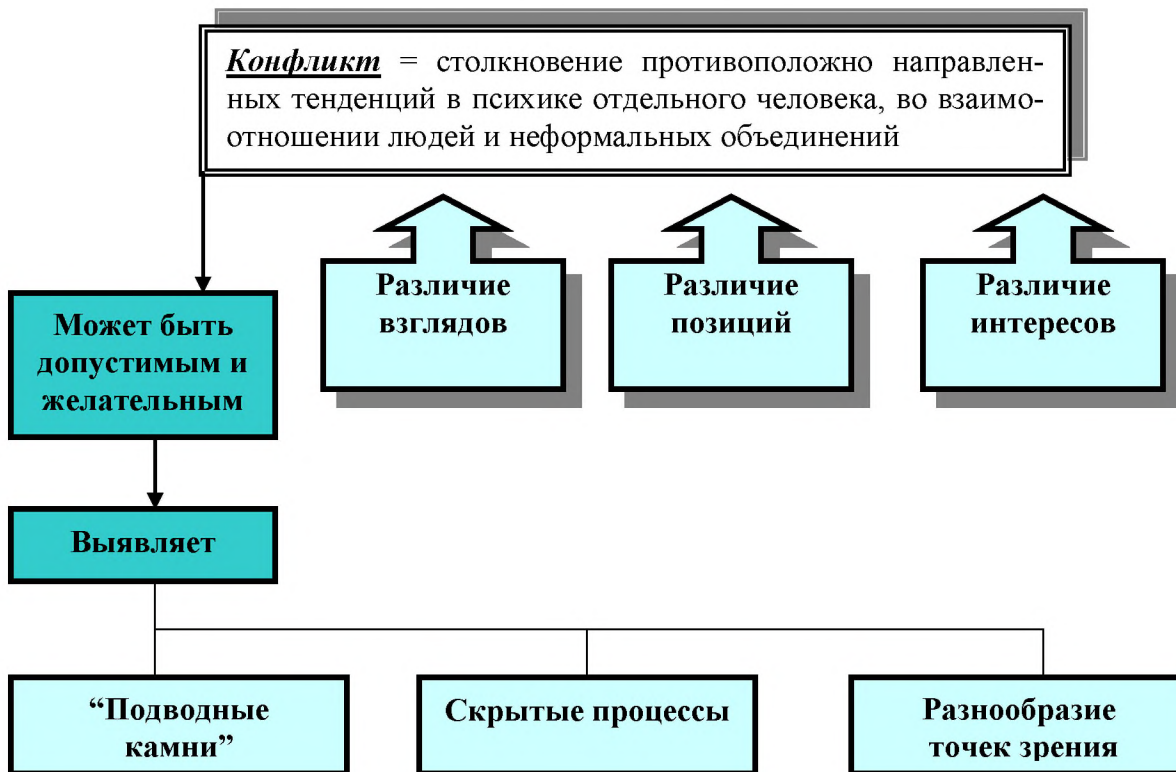 Конфликт = столкновение противоположно направлен-
ных тенденций в психике отдельного человека, во взаимо-
отношении людей и неформальных объединений
Различие
взглядов
Различие
позиций
Различие
интересов
Может быть
допустимым и
желательным
Выявляет
“Подводные
камни”
Скрытые процессы
Разнообразие
точек зрения